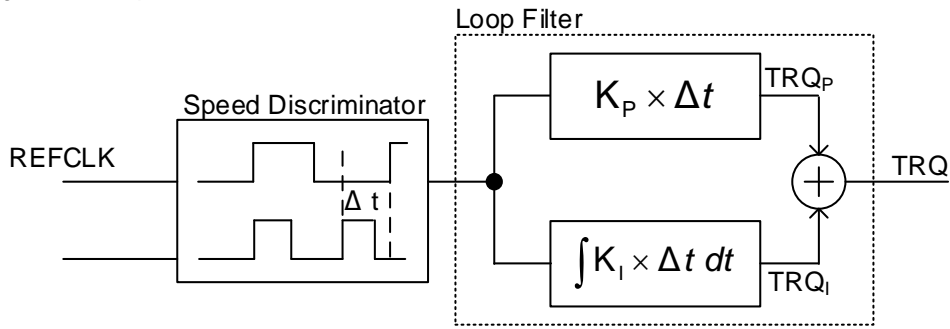 Loop Filter
K_P × Δt
TRQ_P
Speed Discriminator
REFCLK
Δ t
TRQ
∫K_I × Δt dt
TRQ_I